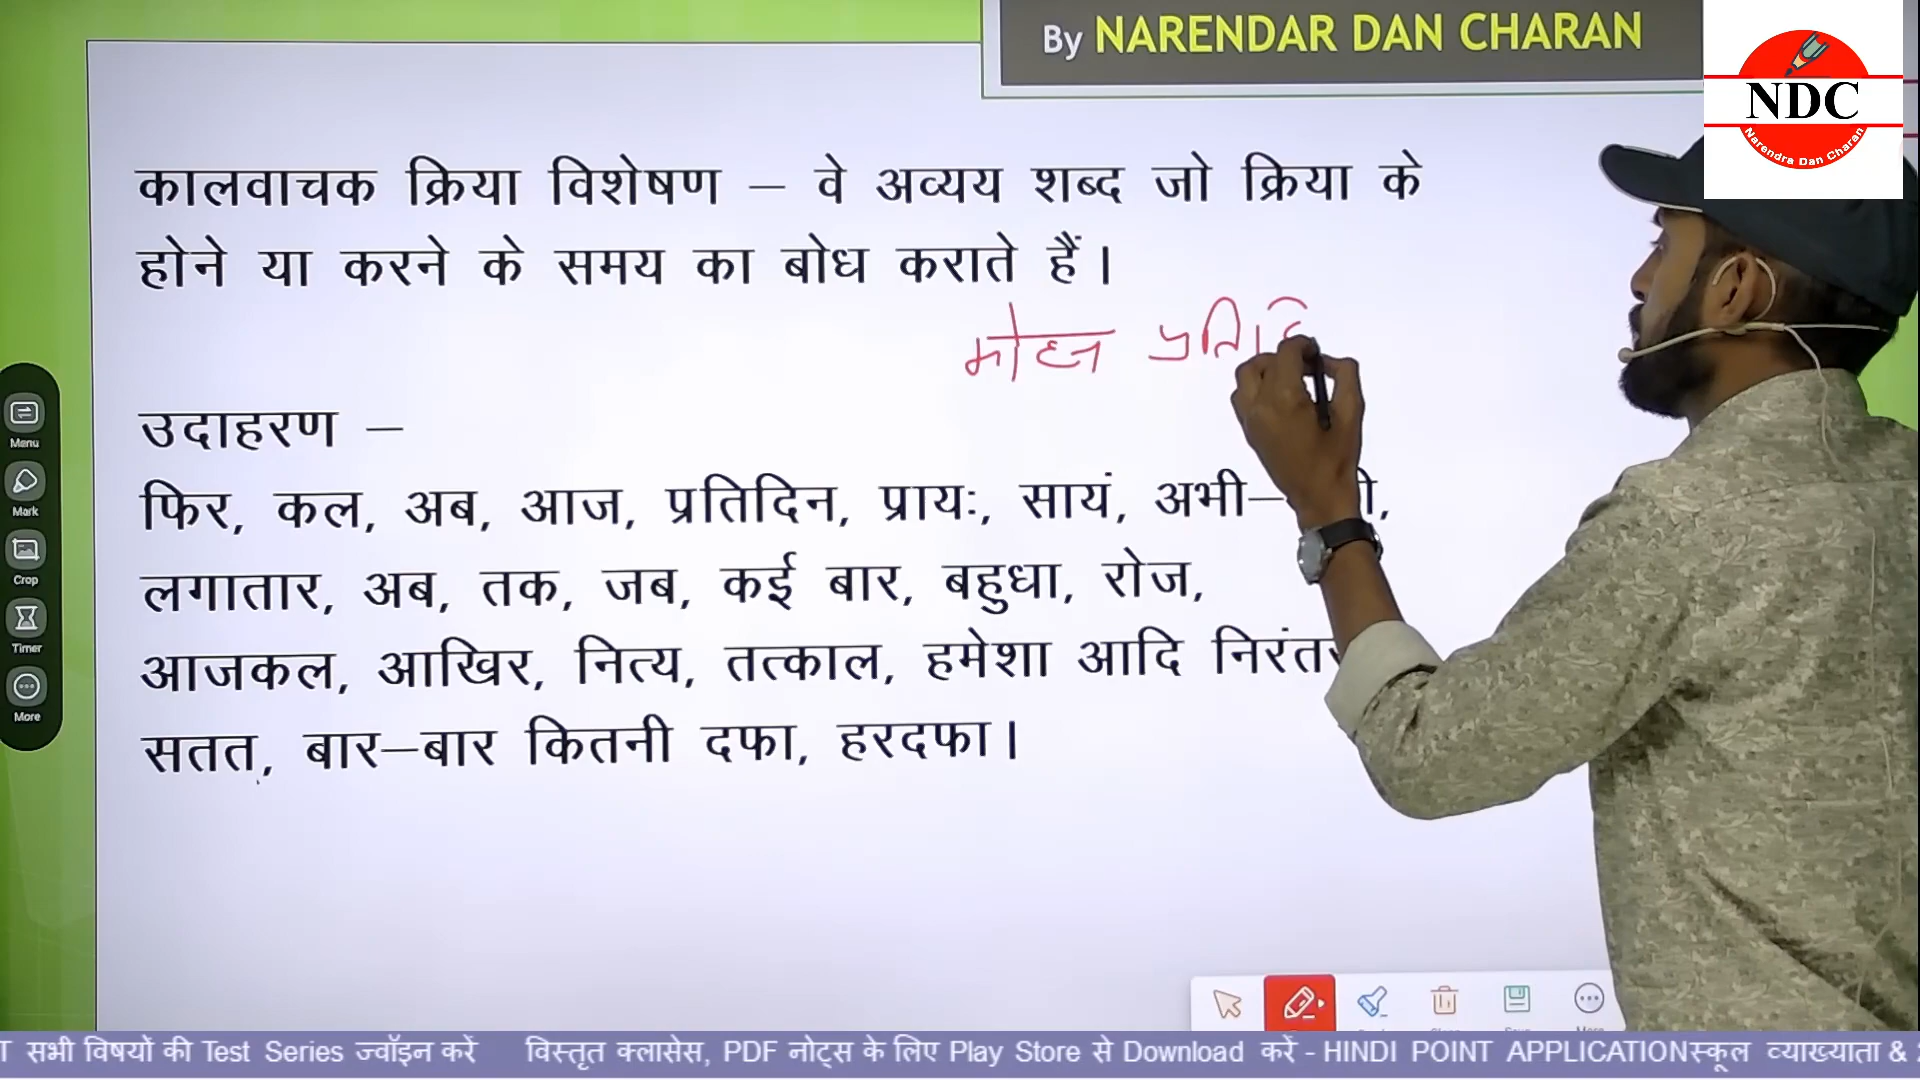 By NARENDAR DAN CHARAN
NDC
Narendra Dan Charan
कालवाचक क्रिया विशेषण – वे अव्यय शब्द जो क्रिया के
होने या करने के समय का बोध कराते हैं।
मोहन
उदाहरण –
फिर, कल, अब, आज, प्रतिदिन, प्रायः, सायं, अभी–
लगातार, अब, तक, जब, कई बार, बहुधा, रोज,
आजकल, आखिर, नित्य, तत्काल, हमेशा आदि
सतत, बार–बार कितनी दफा, हरदफा।
Menu
Mark
Crop
Timer
More
सभी विषयों की Test Series ज्वॉइन करें विस्तृत क्लासेस, PDF नोट्स के लिए Play Store से Download करें - HINDI POINT APPLICATIONस्कूल व्याख्याता &